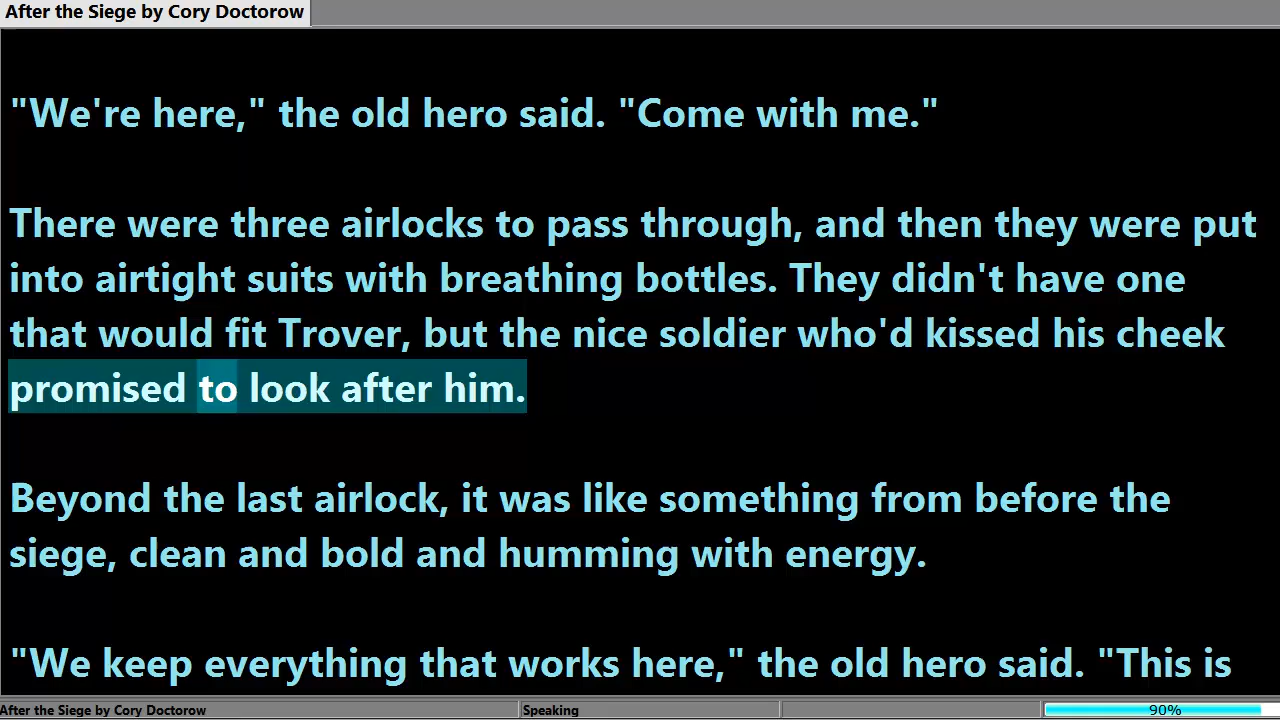 After the Siege by Cory Doctorow
"We're here," the old hero said. "Come with me."
There were three airlocks to pass through, and then they were put
into airtight suits with breathing bottles. They didn't have one
that would fit Trover, but the nice soldier who'd kissed his cheek
promised to look after him.
Beyond the last airlock, it was like something from before the
siege, clean and bold and humming with energy.
"We keep everything that works here," the old hero said. "This is
After the Siege by Cory Doctorow Speaking 90%